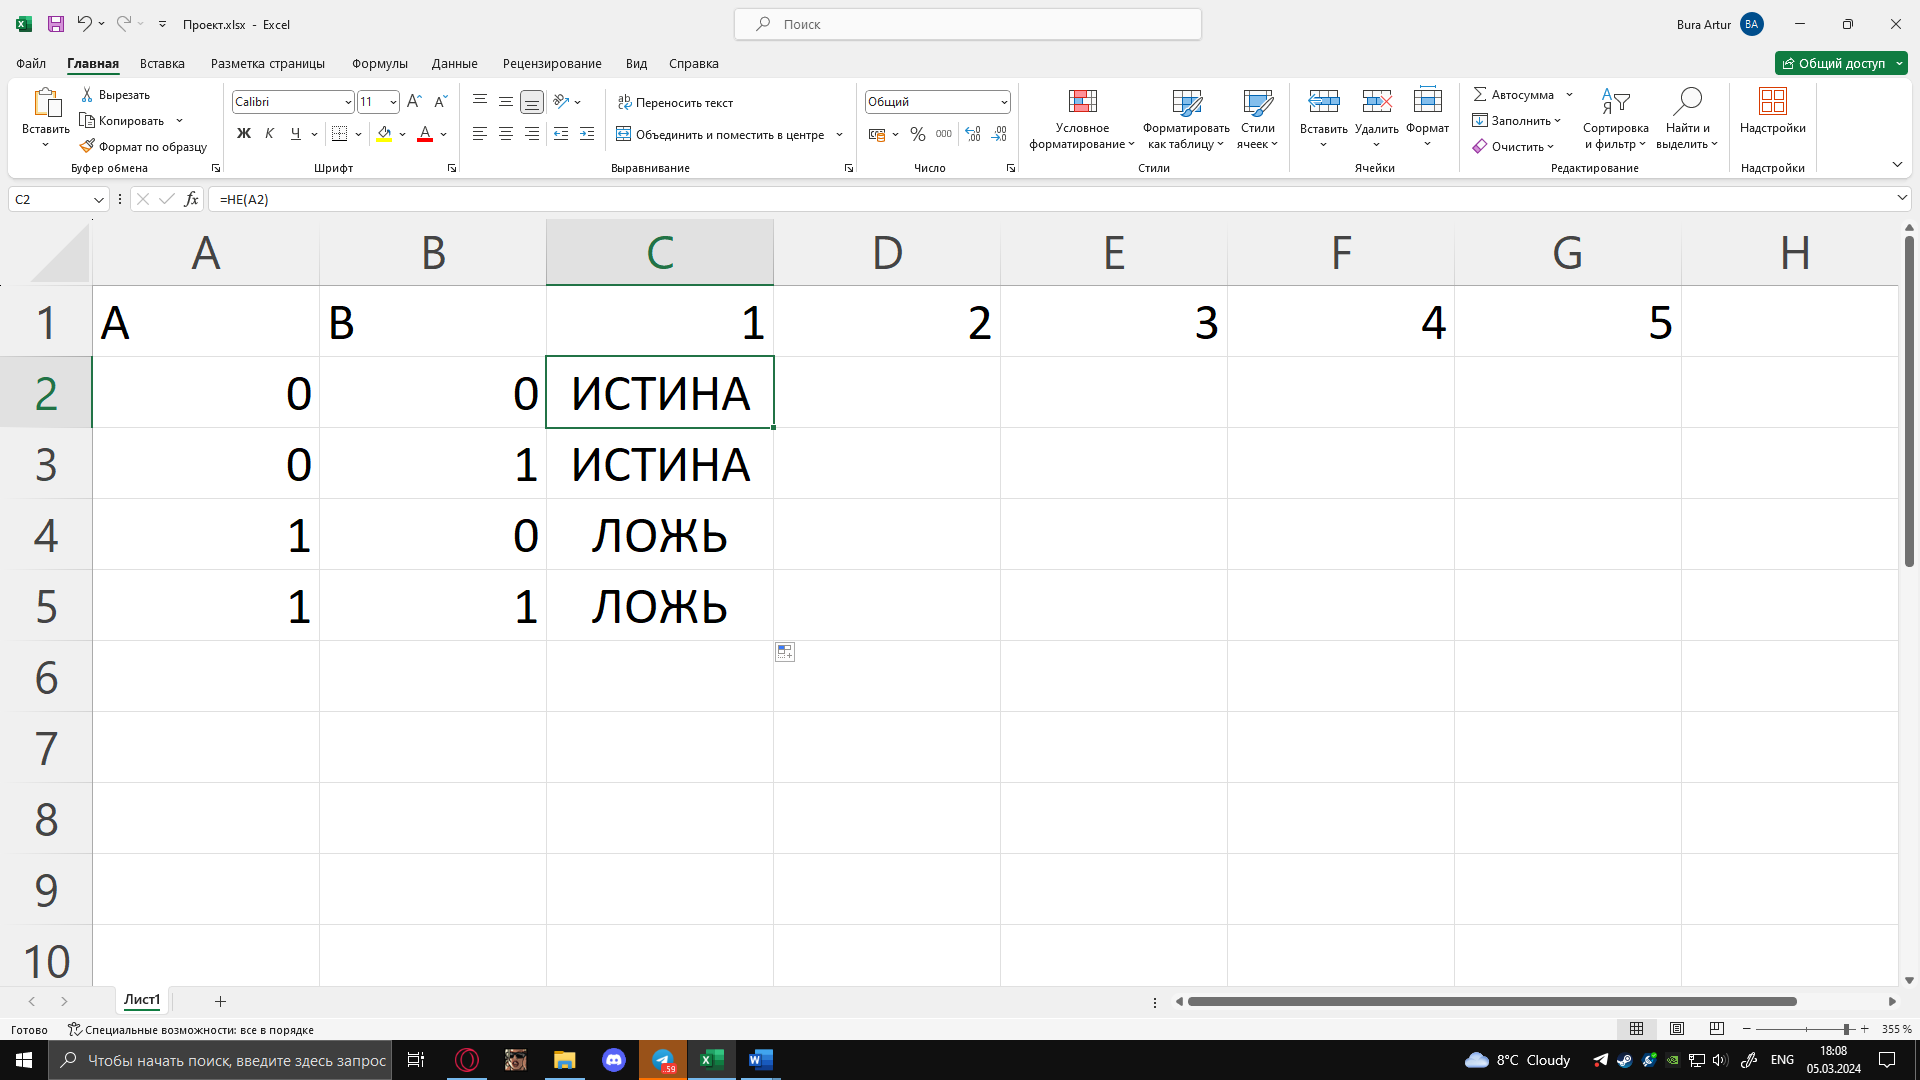 Проект.xlsx - Excel
Поиск
Bura Artur
BA
Файл Главная Вставка Разметка страницы Формулы Данные Рецензирование Вид Справка
Общий доступ
Вставить
Вырезать
Копировать
Формат по образцу
Буфер обмена
Calibri 11
Ж К Ч
Шрифт
Переносить текст
Объединить и поместить в центре
Выравнивание
Общий
% 000
Число
Условное форматирование
Форматировать как таблицу
Стили ячеек
Стили
Вставить Удалить Формат
Ячейки
Автосумма
Заполнить
Очистить
Сортировка и фильтр
Найти и выделить
Редактирование
Надстройки
Надстройки
C2
fx
=НЕ(A2)
A B C D E F G H
1 A B 1 2 3 4 5
2 0 0 ИСТИНА
3 0 1 ИСТИНА
4 1 0 ЛОЖЬ
5 1 1 ЛОЖЬ
6
7
8
9
10
Лист1
Готово
Специальные возможности: все в порядке
355 %
Чтобы начать поиск, введите здесь запрос
8°C Cloudy
ENG
18:08
05.03.2024